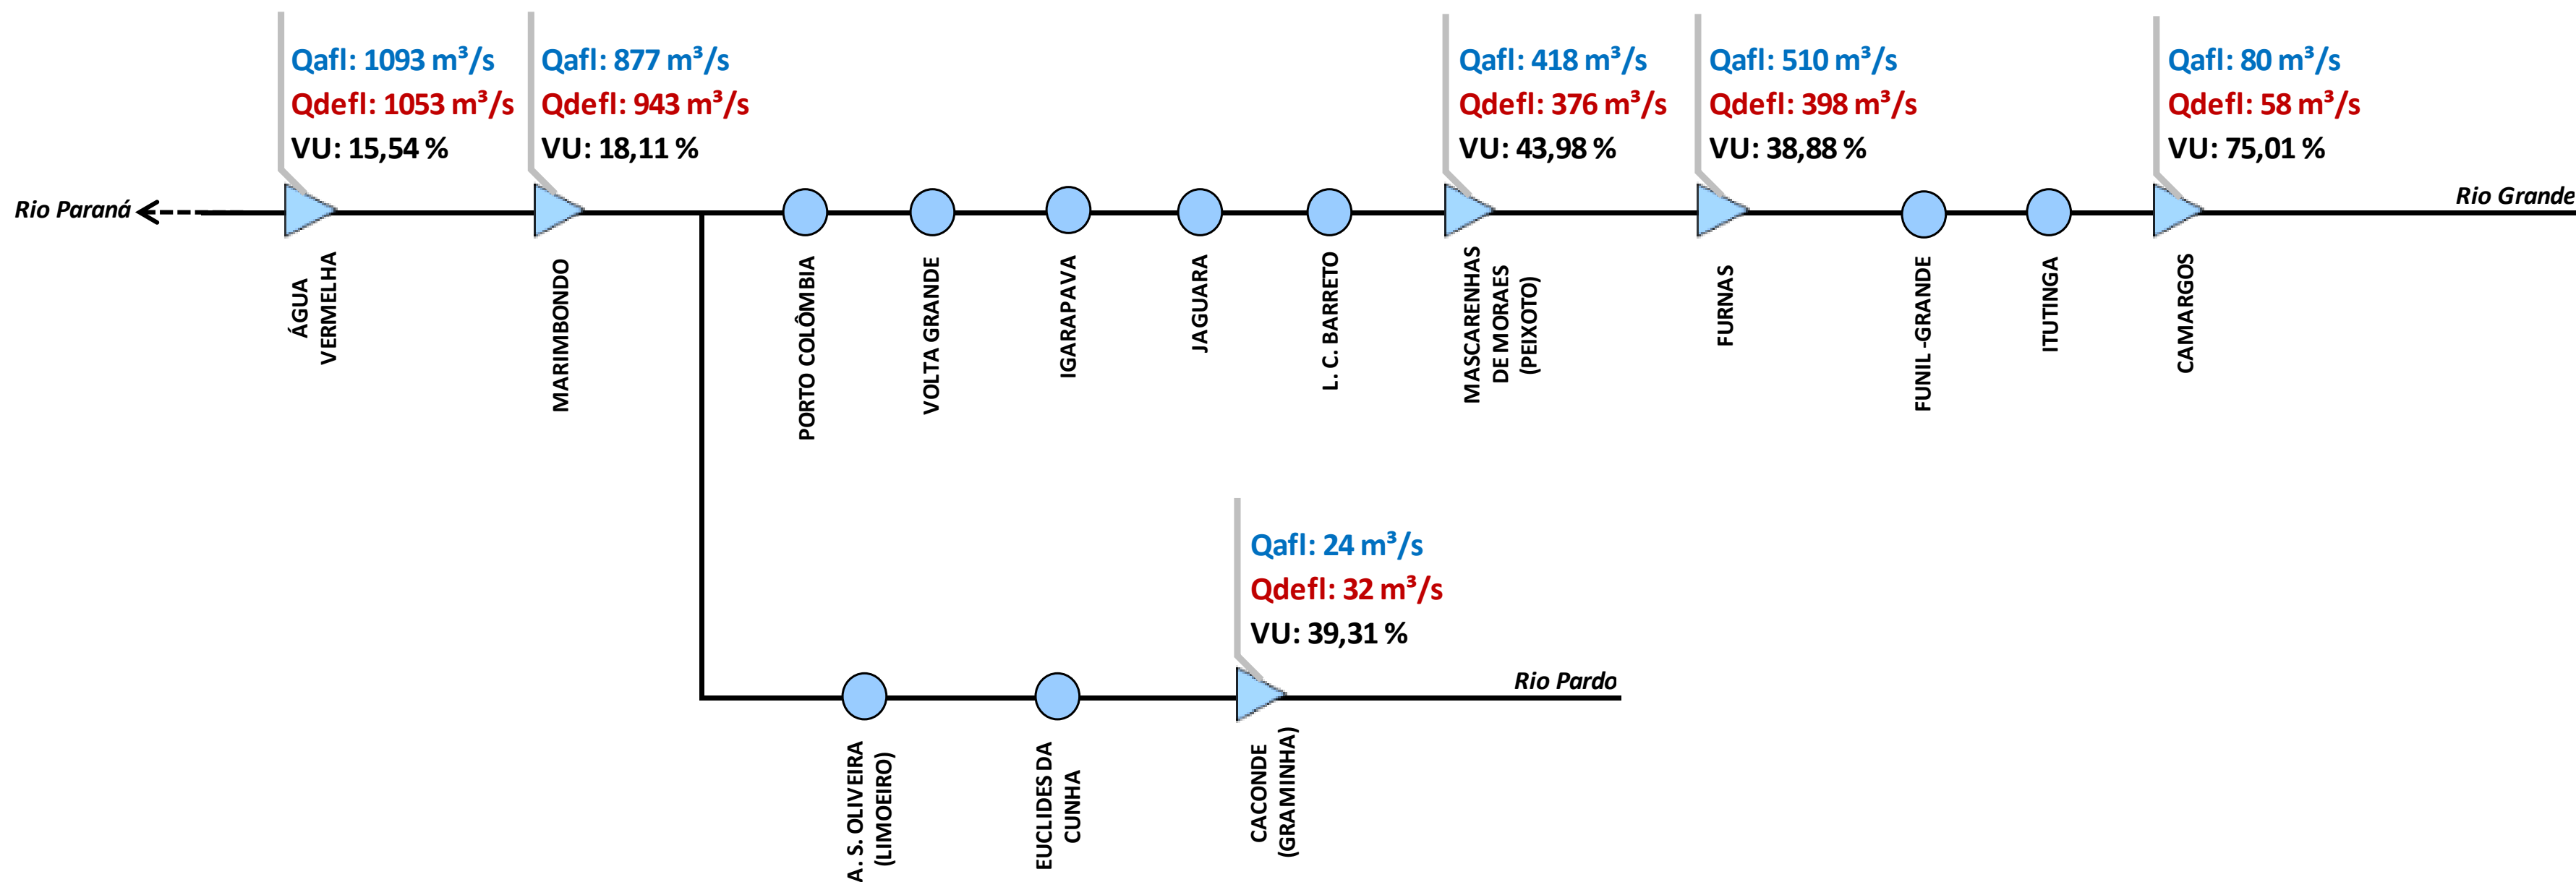 Qafl: 1093 m³/s
Qdefl: 1053 m³/s
VU: 15,54 %
Qafl: 877 m³/s
Qdefl: 943 m³/s
VU: 18,11 %
Qafl: 418 m³/s
Qdefl: 376 m³/s
VU: 43,98 %
Qafl: 510 m³/s
Qdefl: 398 m³/s
VU: 38,88 %
Qafl: 80 m³/s
Qdefl: 58 m³/s
VU: 75,01 %
Rio Paraná
Rio Grande
ÁGUA
VERMELHA
MARIMBONDO
PORTO COLÔMBIA
VOLTA GRANDE
IGARAPAVA
JAGUARA
L. C. BARRETO
MASCARENHAS
DE MORAES
(PEIXOTO)
FURNAS
FUNIL -GRANDE
ITUTINGA
CAMARGOS
Qafl: 24 m³/s
Qdefl: 32 m³/s
VU: 39,31 %
Rio Pardo
A. S. OLIVEIRA
(LIMOEIRO)
EUCLIDES DA
CUNHA
CACONDE
(GRAMINHA)